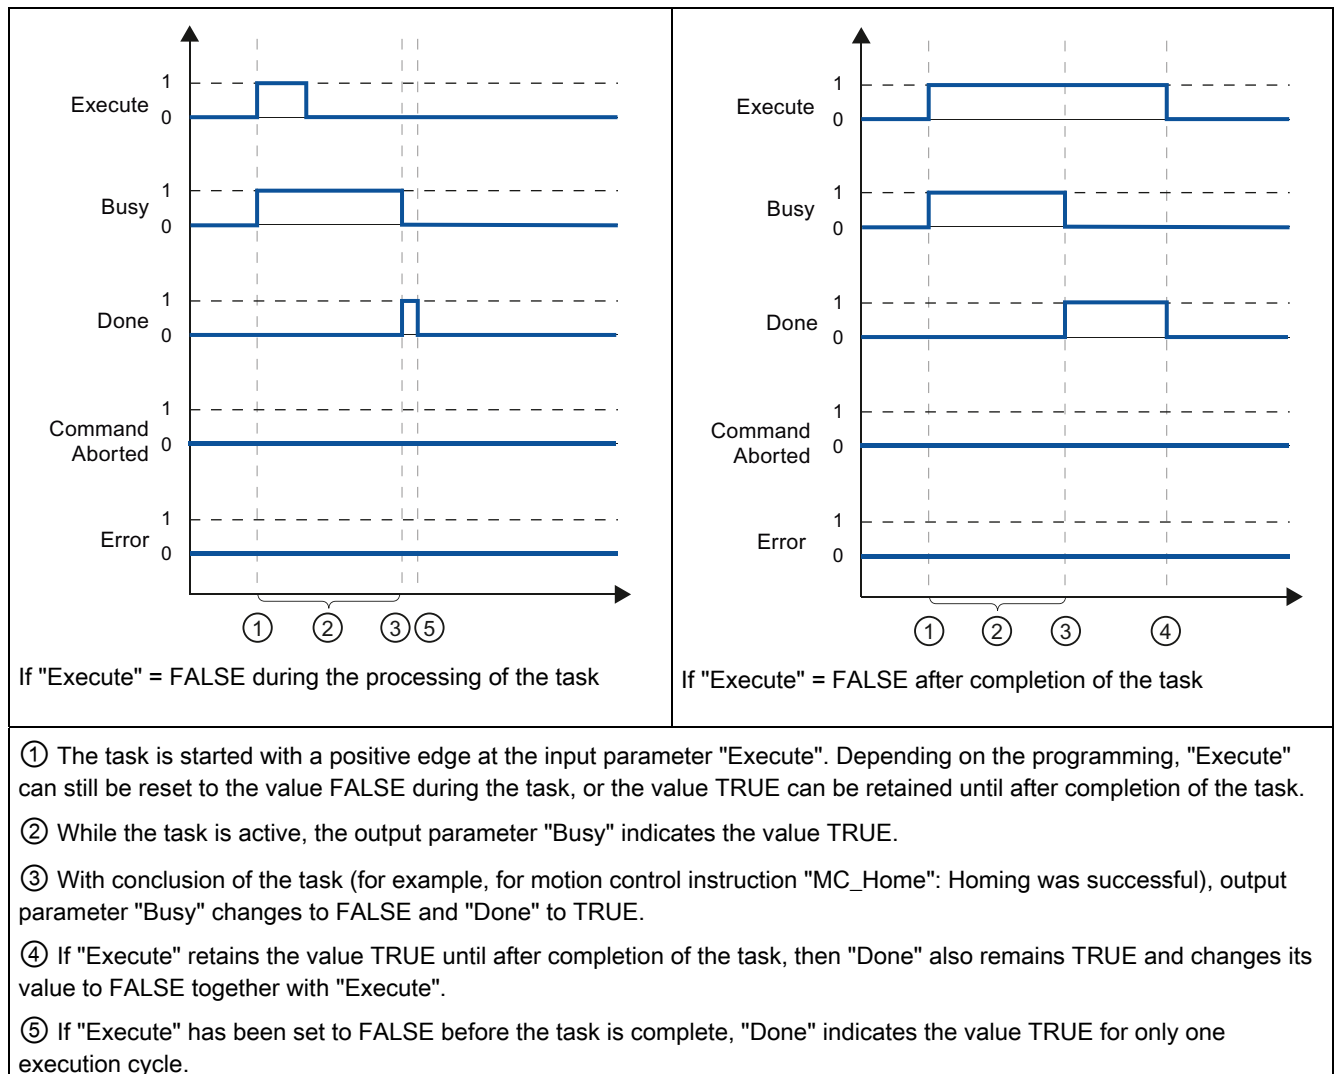 1
Execute
0
1
Busy
0
1
Done
0
1
Command
Aborted
0
1
Error
0
① ② ③ ⑤
If "Execute" = FALSE during the processing of the task
1
Execute
0
1
Busy
0
1
Done
0
1
Command
Aborted
0
1
Error
0
① ② ③ ④
If "Execute" = FALSE after completion of the task
① The task is started with a positive edge at the input parameter "Execute". Depending on the programming, "Execute"
can still be reset to the value FALSE during the task, or the value TRUE can be retained until after completion of the task.
② While the task is active, the output parameter "Busy" indicates the value TRUE.
③ With conclusion of the task (for example, for motion control instruction "MC_Home": Homing was successful), output
parameter "Busy" changes to FALSE and "Done" to TRUE.
④ If "Execute" retains the value TRUE until after completion of the task, then "Done" also remains TRUE and changes its
value to FALSE together with "Execute".
⑤ If "Execute" has been set to FALSE before the task is complete, "Done" indicates the value TRUE for only one
execution cycle.